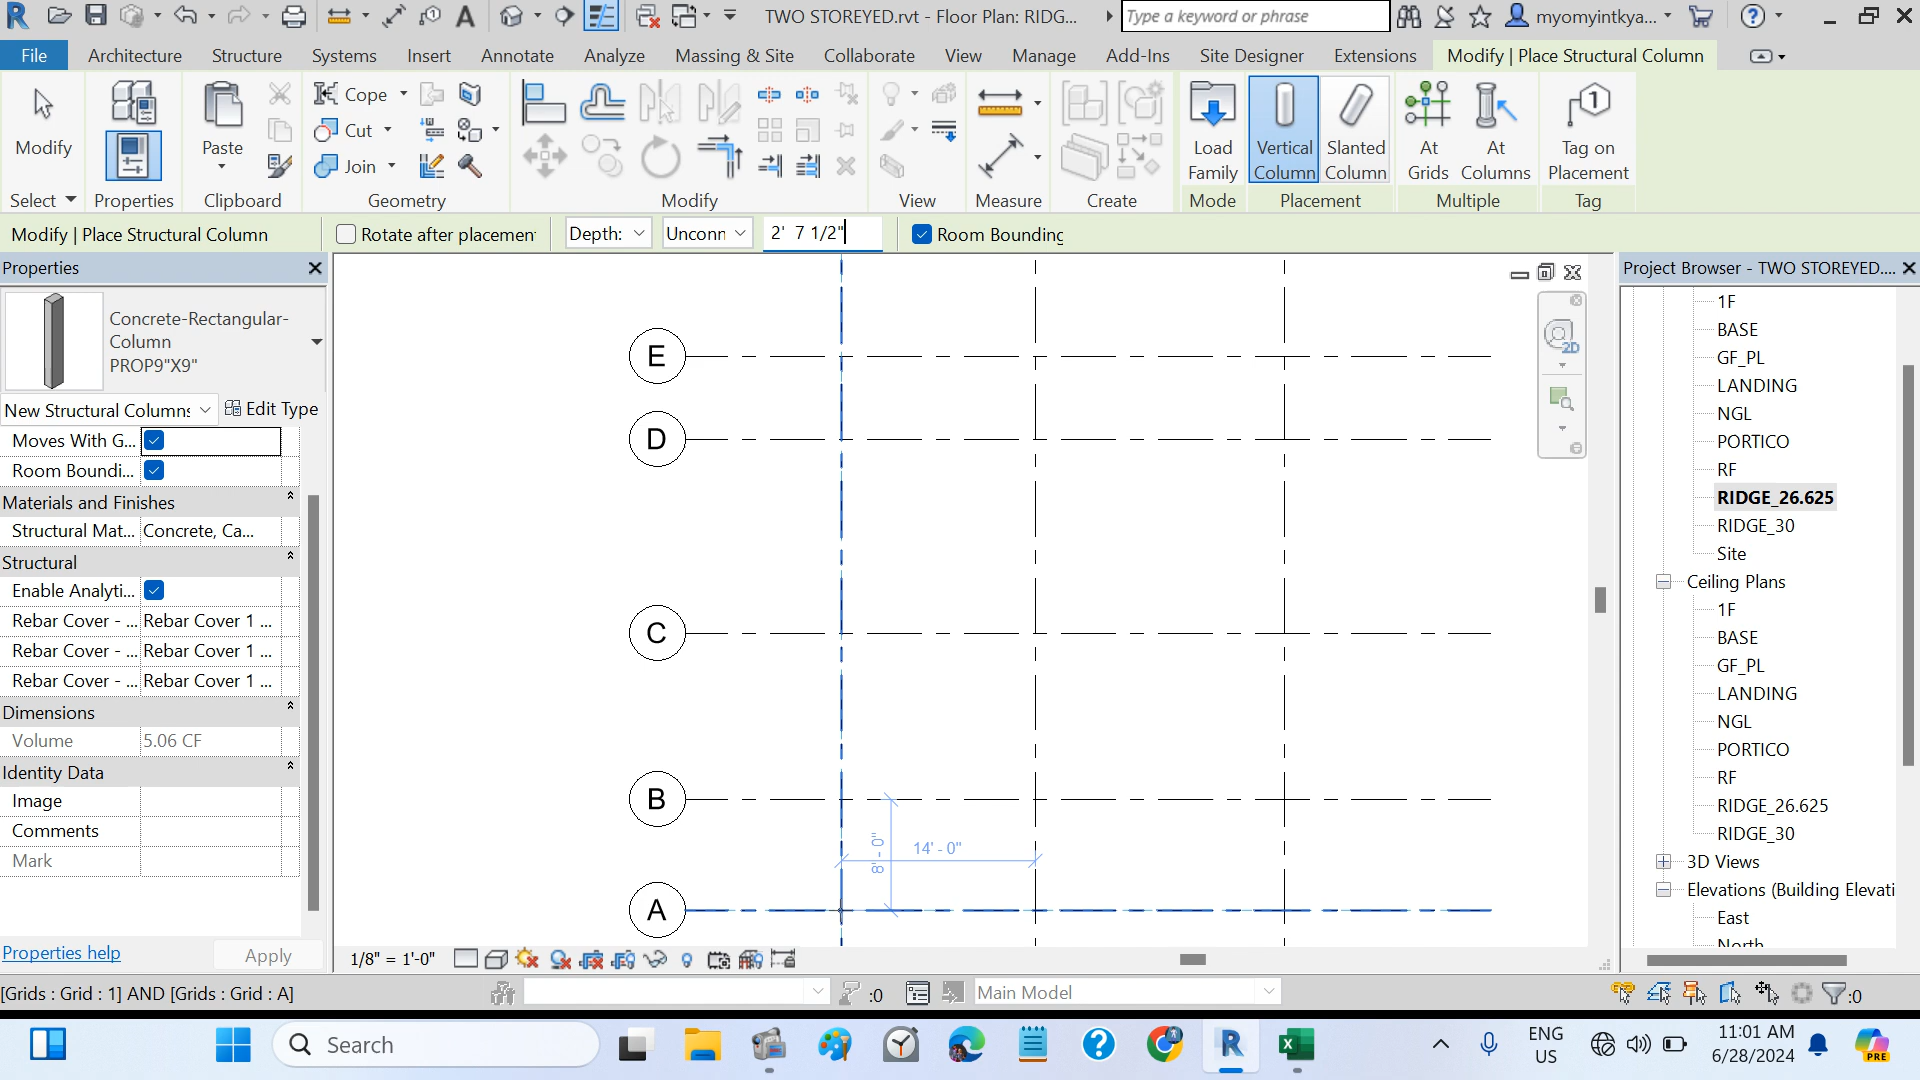 TWO STOREYED.rvt - Floor Plan: RIDG...
Type a keyword or phrase
myomyintkya...
File Architecture Structure Systems Insert Annotate Analyze Massing & Site Collaborate View Manage Add-Ins Site Designer Extensions Modify | Place Structural Column
Modify
Select
Properties
Paste
Clipboard
Cope
Cut
Join
Geometry
Modify
View
Measure
Create
Load Family
Mode
Vertical Column
Slanted Column
Placement
At Grids
At Columns
Multiple
Tag on Placement
Tag
Modify | Place Structural Column
Rotate after placement
Depth:
Unconn
2' 7 1/2"
Room Bounding
Properties
Concrete-Rectangular-
Column
PROP9"X9"
New Structural Columns
Edit Type
Moves With G...
Room Boundi...
Materials and Finishes
Structural Mat... Concrete, Ca...
Structural
Enable Analyti...
Rebar Cover - ... Rebar Cover 1 ...
Rebar Cover - ... Rebar Cover 1 ...
Rebar Cover - ... Rebar Cover 1 ...
Dimensions
Volume 5.06 CF
Identity Data
Image
Comments
Mark
Properties help
Apply
E
D
C
B
A
8' - 0"
14' - 0"
2D
Project Browser - TWO STOREYED....
1F
BASE
GF_PL
LANDING
NGL
PORTICO
RF
RIDGE_26.625
RIDGE_30
Site
Ceiling Plans
1F
BASE
GF_PL
LANDING
NGL
PORTICO
RF
RIDGE_26.625
RIDGE_30
3D Views
Elevations (Building Elevati
East
North
1/8" = 1'-0"
[Grids : Grid : 1] AND [Grids : Grid : A]
:0
Main Model
:0
Search
ENG
US
11:01 AM
6/28/2024
PRE